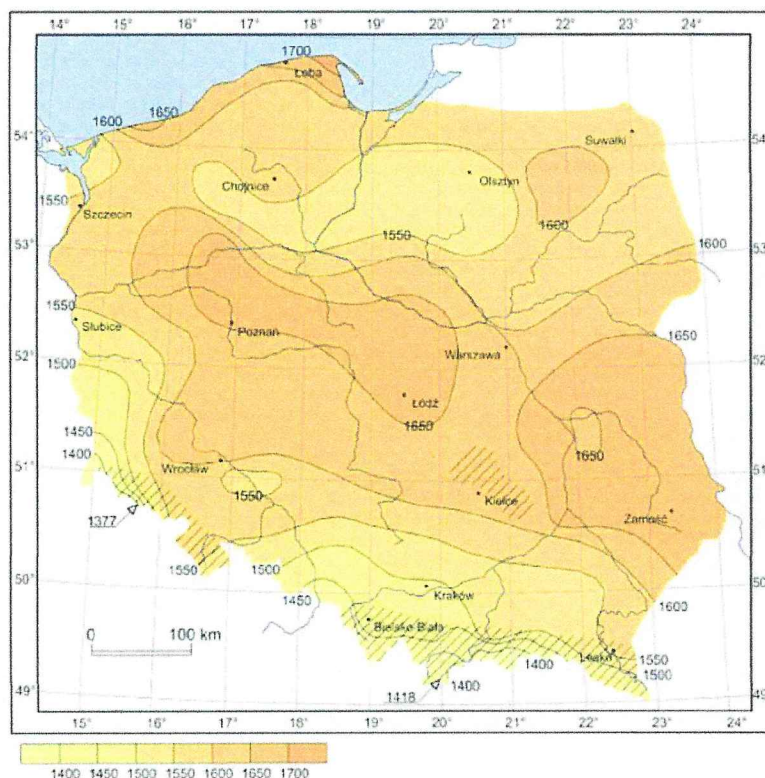 14° 15° 16° 17° 18° 19° 20° 21° 22° 23°
1700
Łeba
1650
1600
54°
Suwałki
Chojnice
Olsztyn
1550
Szczecin
1550
1600
53°
1600
1550
Słubice
Poznań
1650
Warszawa
52°
1500
Łódź
1650
1450
Wrocław
1400
51°
1650
1550
Kielce
1377
Zamość
1550
1500
50°
50
Kraków
1450
1600
0 100 km
Bielsko-Biała
Lesko
1550
1400
1500
1400
49°
1418
15° 16° 17° 18° 19° 20° 21° 22° 23° 24°
1400 1450 1500 1550 1600 1650 1700